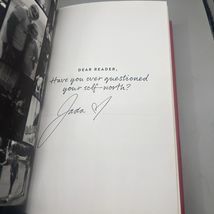 DEAR READER,
Have you ever questioned
your self-worth?
Jada ♡